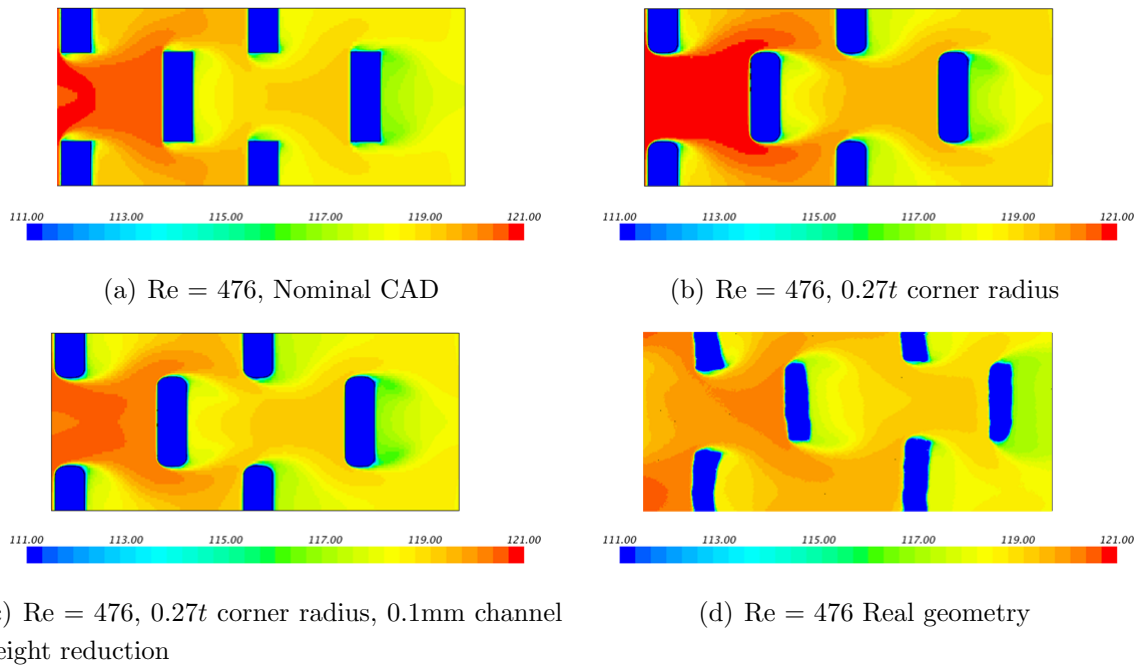 111.00 113.00 115.00 117.00 119.00 121.00
111.00 113.00 115.00 117.00 119.00 121.00
(a) Re = 476, Nominal CAD
(b) Re = 476, 0.27t corner radius
111.00 113.00 115.00 117.00 119.00 121.00
111.00 113.00 115.00 117.00 119.00 121.00
) Re = 476, 0.27t corner radius, 0.1mm channel
eight reduction
(d) Re = 476 Real geometry